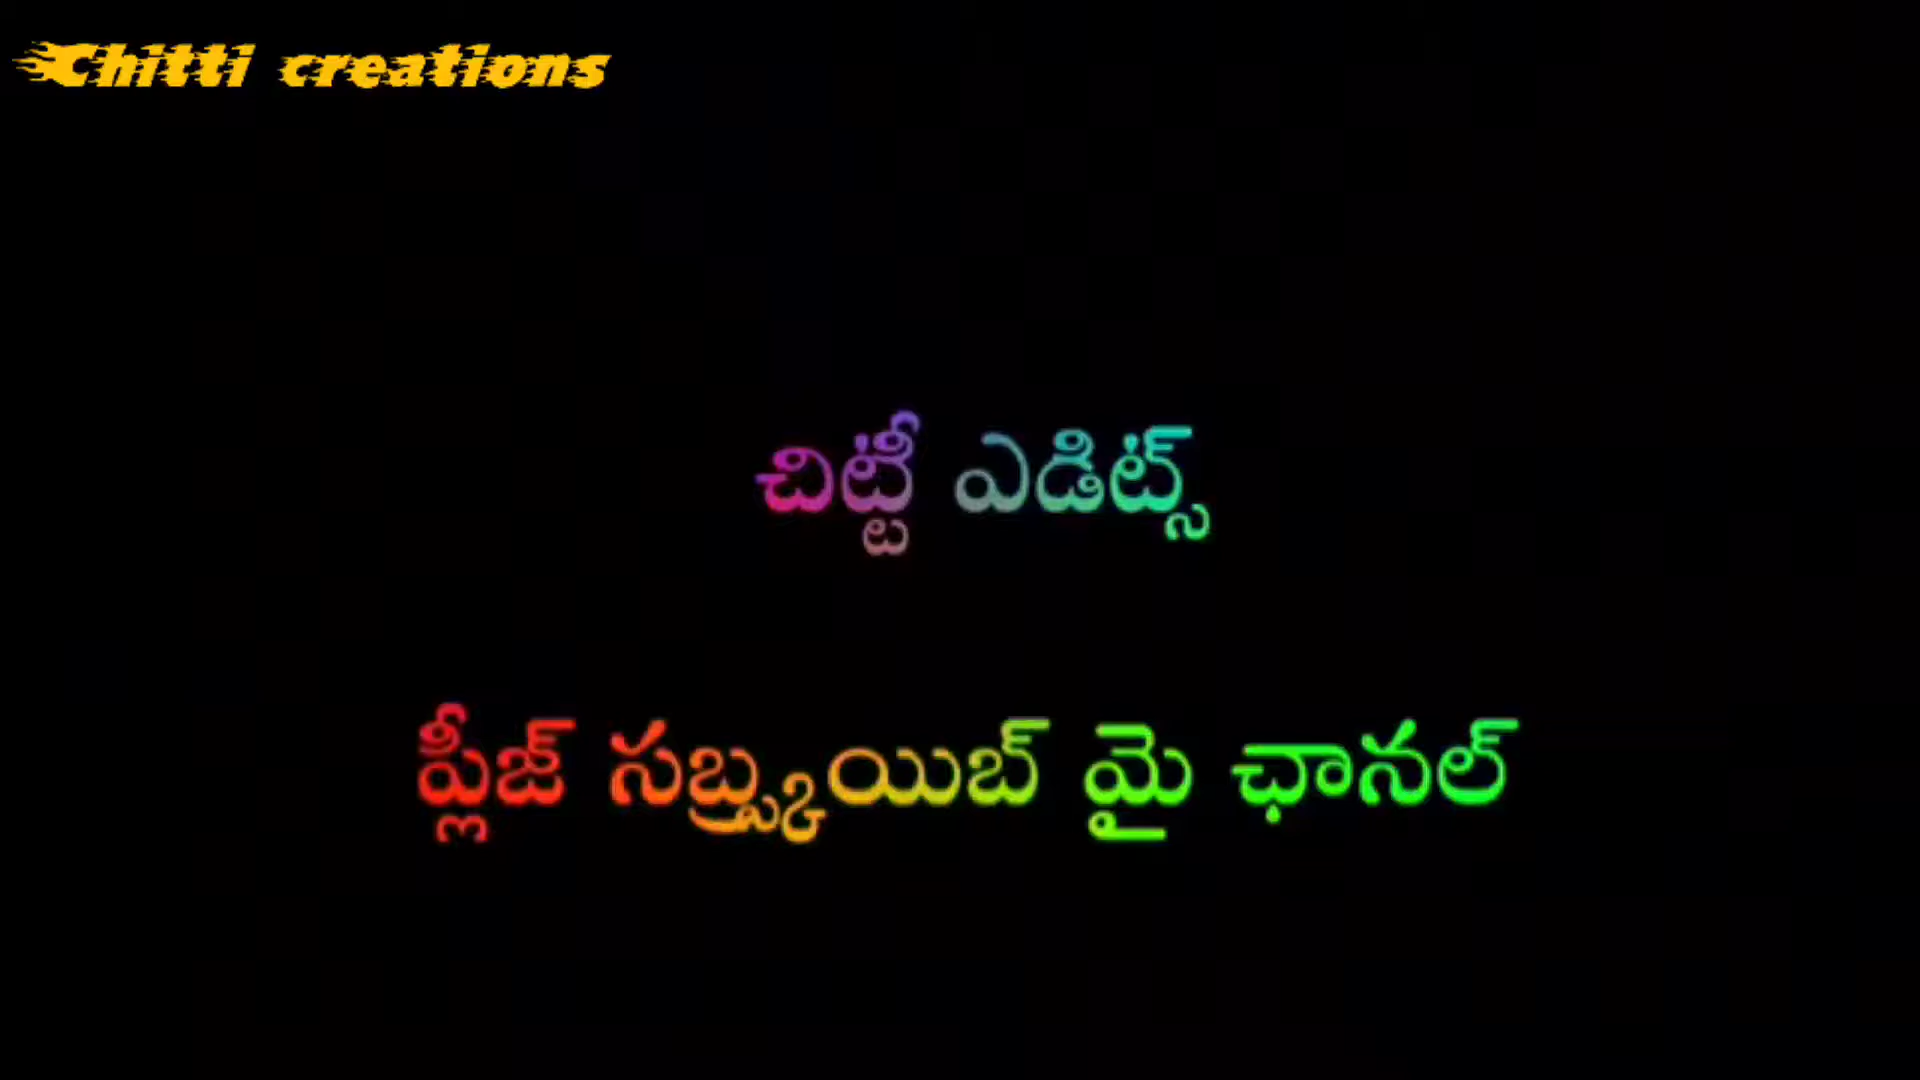 Chitti creations
చిట్టీ ఎడిట్స్
ప్లీజ్ సబ్స్క్రయిబ్ మై ఛానల్